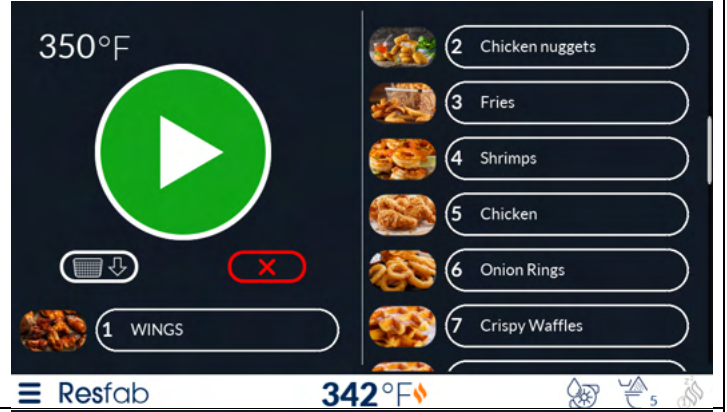 350°F
1 WINGS
2 Chicken nuggets
3 Fries
4 Shrimps
5 Chicken
6 Onion Rings
7 Crispy Waffles
Resfab
342°F
5